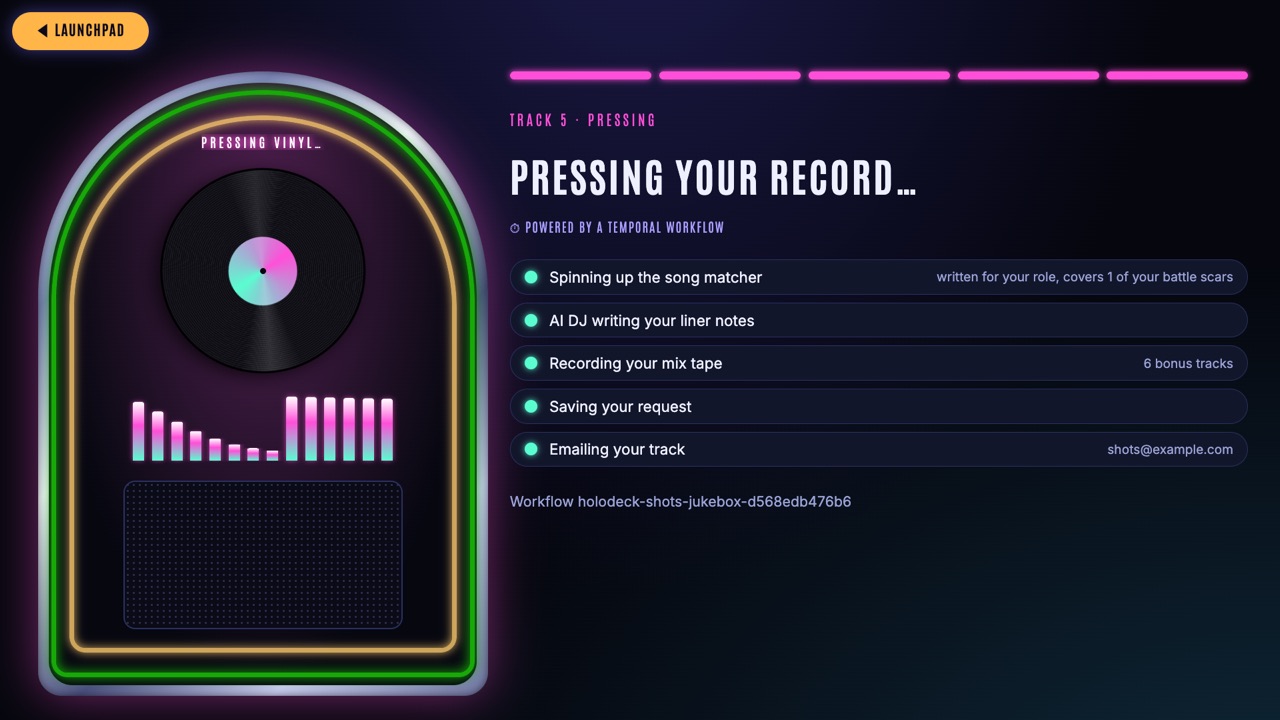 ◀ LAUNCHPAD
PRESSING VINYL…
TRACK 5 · PRESSING
PRESSING YOUR RECORD…
⏱ POWERED BY A TEMPORAL WORKFLOW
Spinning up the song matcher written for your role, covers 1 of your battle scars
AI DJ writing your liner notes
Recording your mix tape 6 bonus tracks
Saving your request
Emailing your track shots@example.com
Workflow holodeck-shots-jukebox-d568edb476b6